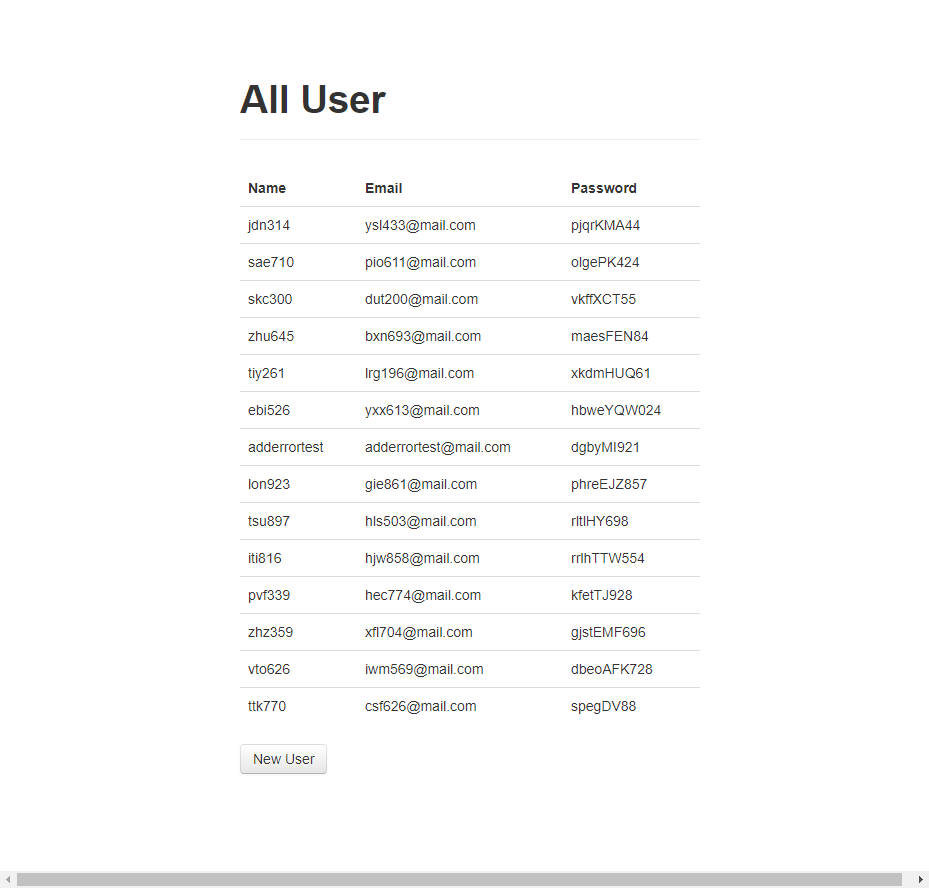 All User
Name Email Password
jdn314 ysl433@mail.com pjqrKMA44
sae710 pio611@mail.com olgePK424
skc300 dut200@mail.com vkffXCT55
zhu645 bxn693@mail.com maesFEN84
tiy261 lrg196@mail.com xkdmHUQ61
ebi526 yxx613@mail.com hbweYQW024
adderrortest adderrortest@mail.com dgbyMI921
lon923 gie861@mail.com phreEJZ857
tsu897 hls503@mail.com rltlHY698
iti816 hjw858@mail.com rrlhTTW554
pvf339 hec774@mail.com kfetTJ928
zhz359 xfl704@mail.com gjstEMF696
vto626 iwm569@mail.com dbeoAFK728
ttk770 csf626@mail.com spegDV88
New User